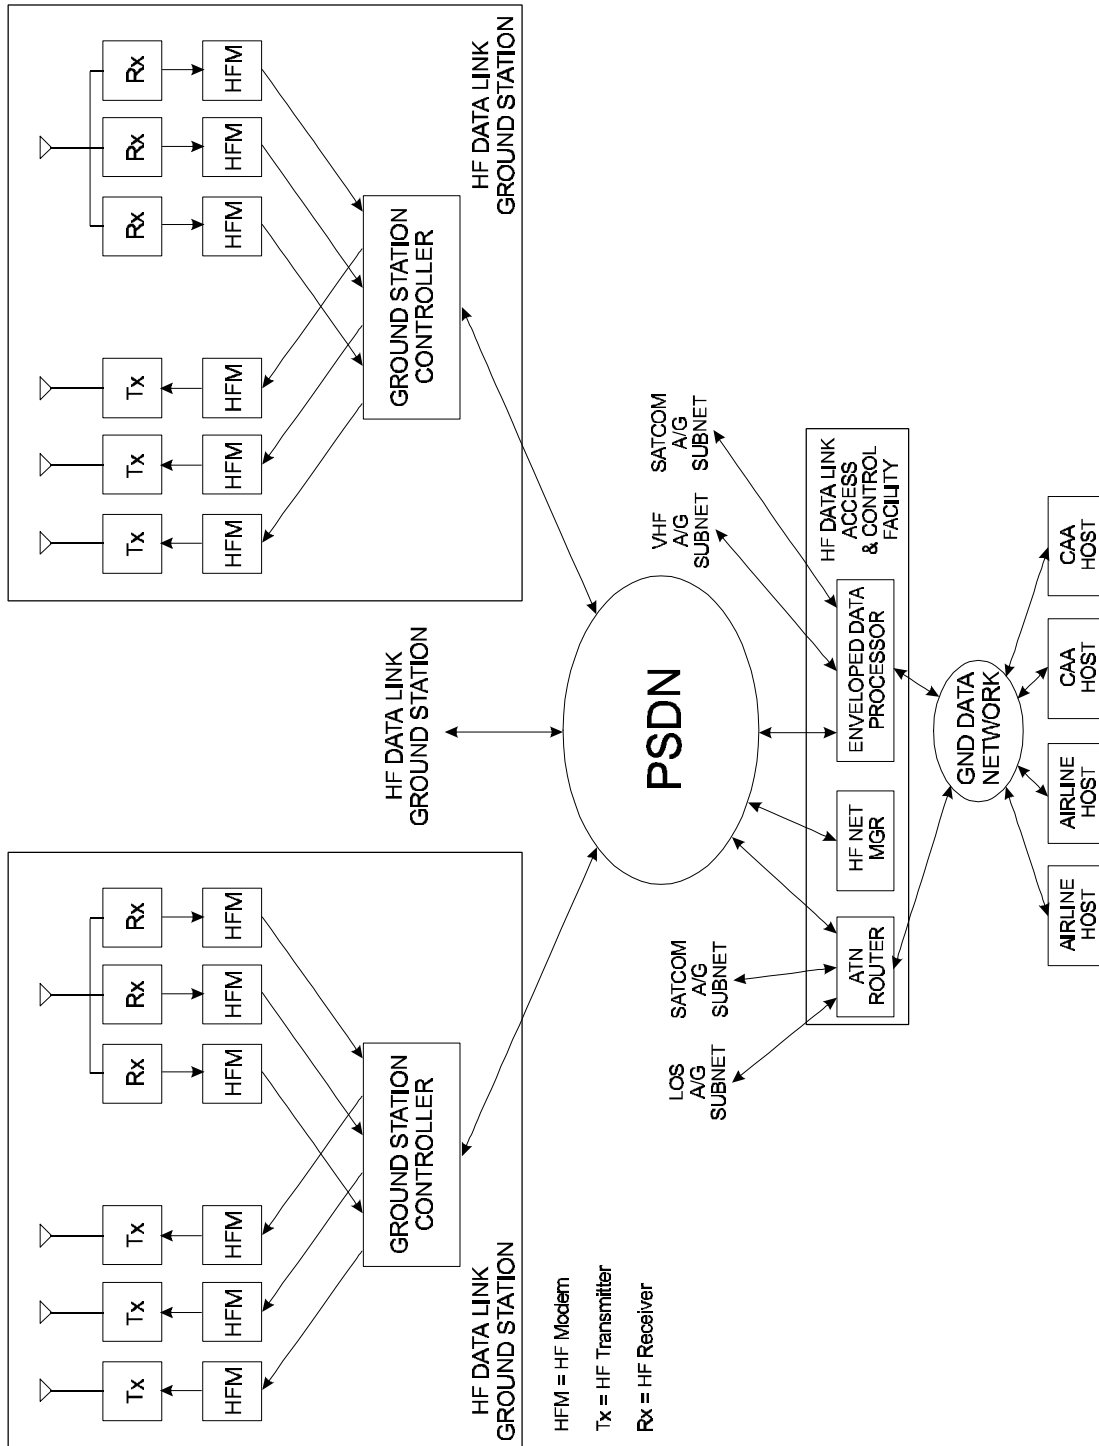 Tx
Tx
Tx
Rx
Rx
Rx
HFM
HFM
HFM
HFM
HFM
HFM
GROUND STATION
CONTROLLER
HF DATA LINK
GROUND STATION
HF DATA LINK
GROUND STATION
Tx
Tx
Tx
Rx
Rx
Rx
HFM
HFM
HFM
HFM
HFM
HFM
GROUND STATION
CONTROLLER
HF DATA LINK
GROUND STATION
HFM = HF Modem
Tx = HF Transmitter
Rx = HF Receiver
PSDN
LOS
A/G
SUBNET
SATCOM
A/G
SUBNET
VHF
A/G
SUBNET
SATCOM
A/G
SUBNET
ATN
ROUTER
HF NET
MGR
ENVELOPED DATA
PROCESSOR
HF DATA LINK
ACCESS
& CONTROL
FACILITY
GND DATA
NETWORK
AIRLINE
HOST
AIRLINE
HOST
CAA
HOST
CAA
HOST